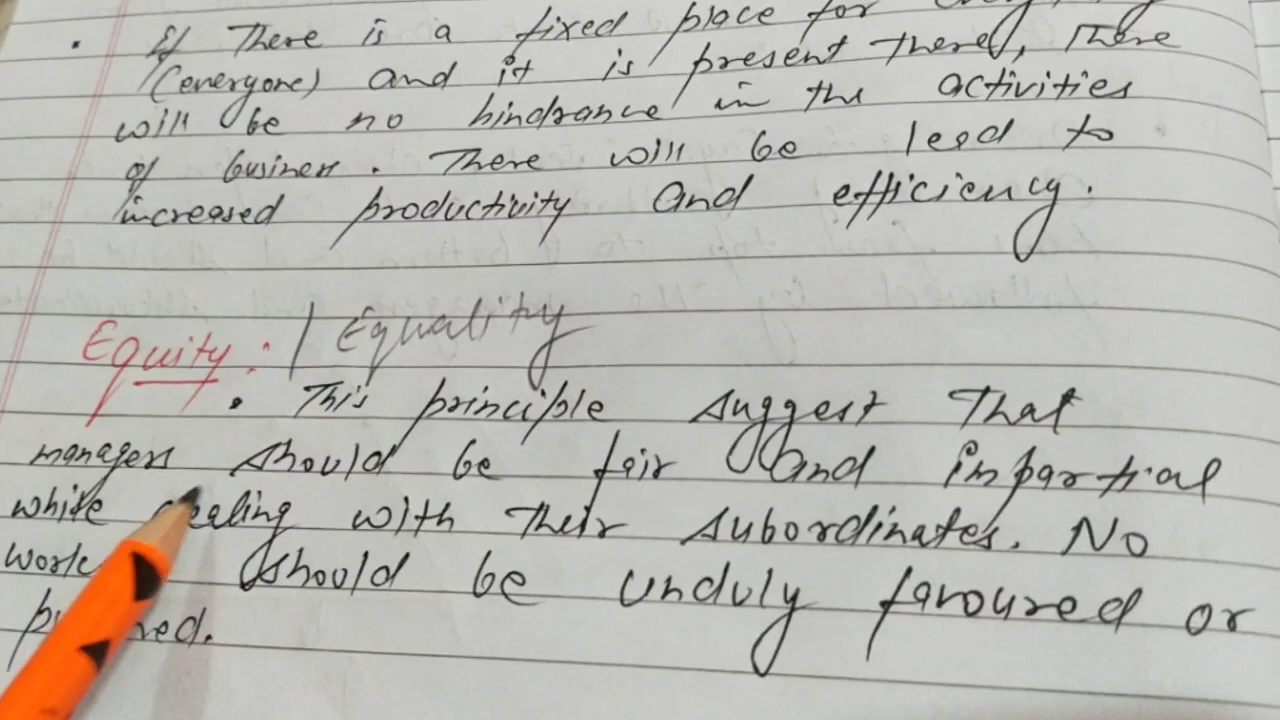 . If There is a fixed place for
(everyone) and it is present there, There
will be no hindrance in the activities
of business. There will be lead to
increased productivity and efficiency.
Equity: / Equality
. This principle suggest That
managers should be fair and impartial
while dealing with Their subordinates. No
should be unduly favoured or